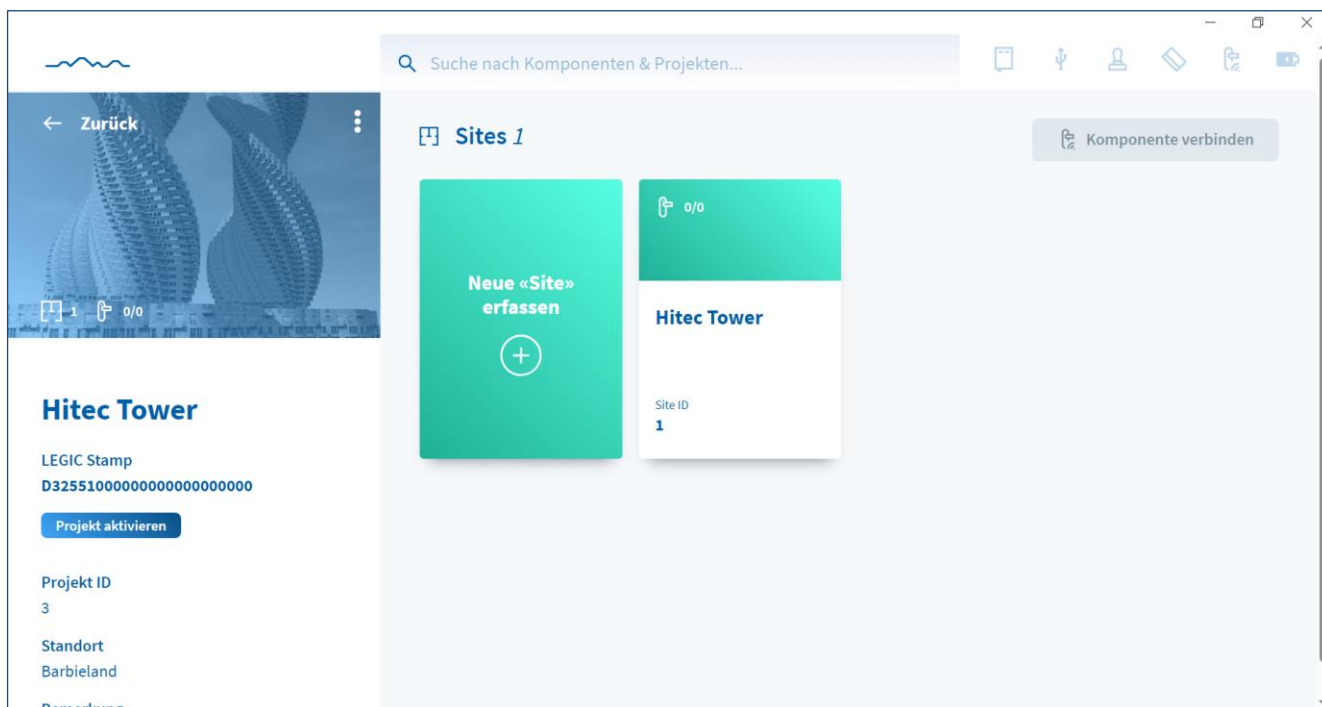 Suche nach Komponenten & Projekten...
Zurück
1 0/0
Hitec Tower
LEGIC Stamp
D32551000000000000000000
Projekt aktivieren
Projekt ID
3
Standort
Barbieland
Sites 1
Komponente verbinden
Neue «Site»
erfassen
0/0
Hitec Tower
Site ID
1